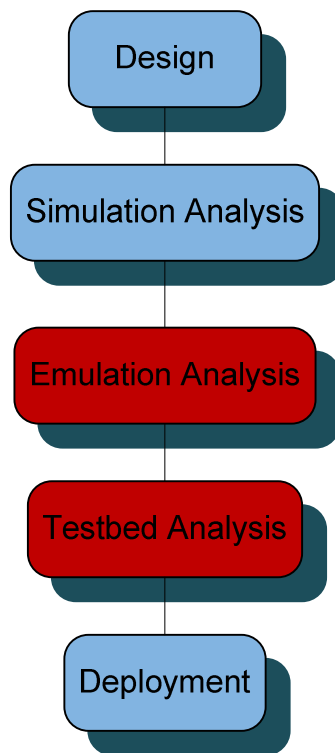 Design
Simulation Analysis
Emulation Analysis
Testbed Analysis
Deployment